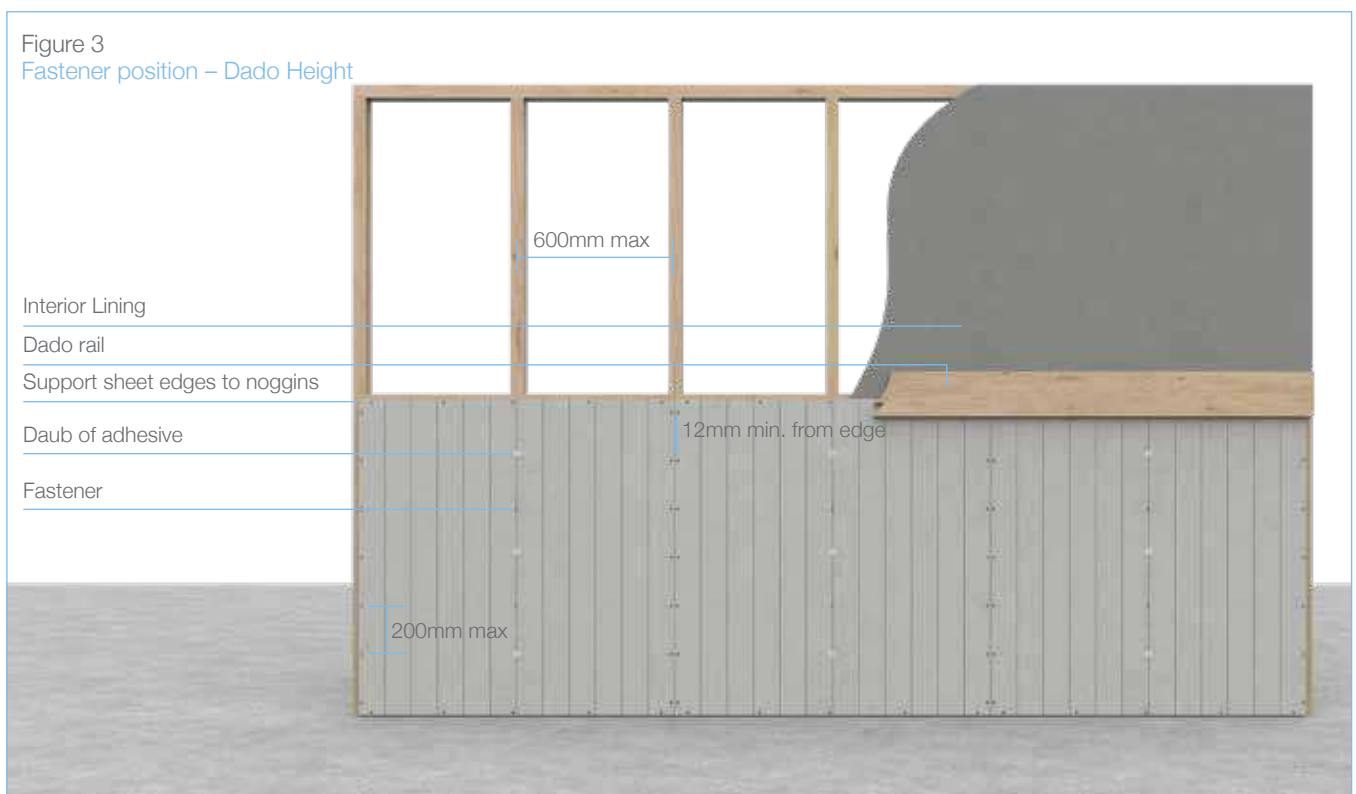 Figure 3
Fastener position – Dado Height
600mm max
Interior Lining
Dado rail
Support sheet edges to noggins
Daub of adhesive
12mm min. from edge
Fastener
200mm max